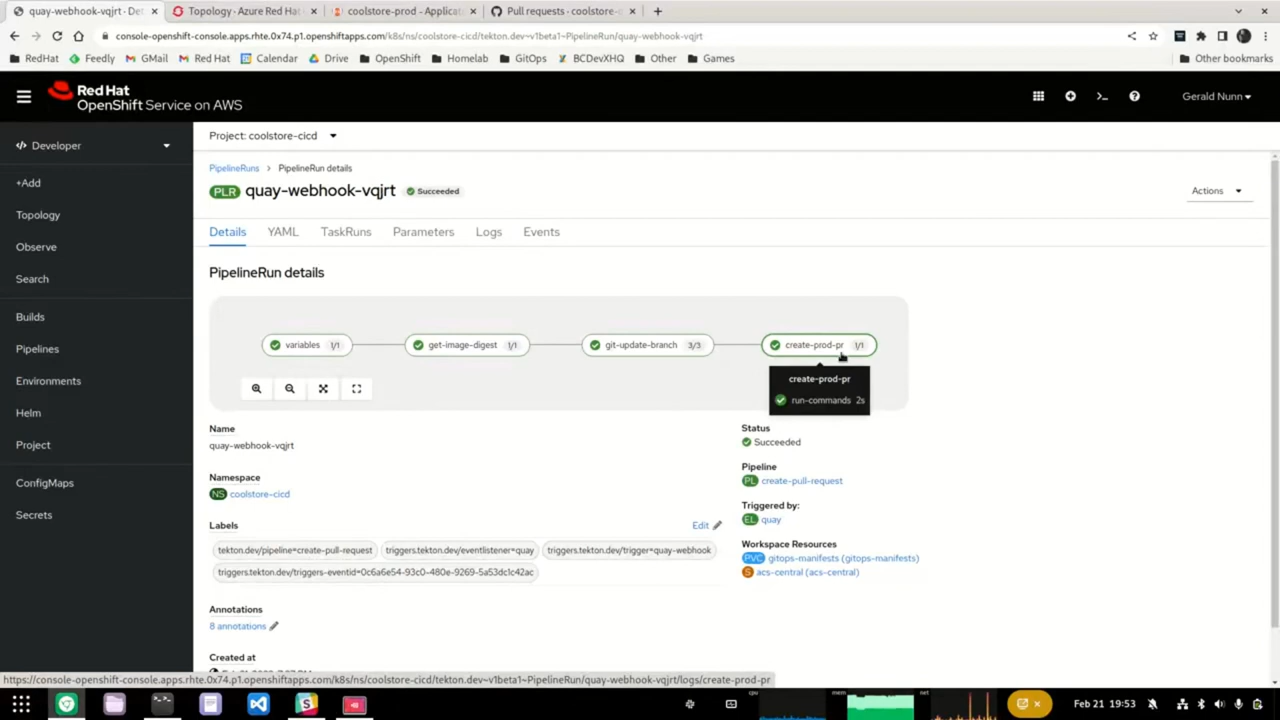 quay-webhook-vqjrt - De
Topology · Azure Red Ha
coolstore-prod - Applicat
Pull requests · coolstore-c
console-openshift-console.apps.rhte.0x74.p1.openshiftapps.com/k8s/ns/coolstore-cicd/tekton.dev~v1beta1~PipelineRun/quay-webhook-vqjrt
RedHat
Feedly
GMail
Red Hat
Calendar
Drive
OpenShift
Homelab
GitOps
BCDevXHQ
Other
Games
Other bookmarks
Red Hat
OpenShift Service on AWS
Gerald Nunn
Developer
Project: coolstore-cicd
+Add
Topology
Observe
Search
Builds
Pipelines
Environments
Helm
Project
ConfigMaps
Secrets
PipelineRuns > PipelineRun details
PLR quay-webhook-vqjrt Succeeded
Actions
Details YAML TaskRuns Parameters Logs Events
PipelineRun details
variables 1/1
get-image-digest 1/1
git-update-branch 3/3
create-prod-pr 1/1
create-prod-pr
run-commands 2s
Name
quay-webhook-vqjrt
Namespace
NS coolstore-cicd
Labels
Edit
tekton.dev/pipeline=create-pull-request
triggers.tekton.dev/eventlistener=quay
triggers.tekton.dev/trigger=quay-webhook
triggers.tekton.dev/triggers-eventid=0c6a6e54-93c0-480e-9269-5a53dc1c42ac
Annotations
8 annotations
Created at
Status
Succeeded
Pipeline
PL create-pull-request
Triggered by:
EL quay
Workspace Resources
PVC gitops-manifests (gitops-manifests)
S acs-central (acs-central)
https://console-openshift-console.apps.rhte.0x74.p1.openshiftapps.com/k8s/ns/coolstore-cicd/tekton.dev~v1beta1~PipelineRun/quay-webhook-vqjrt/logs/create-prod-pr
cpu
mem
net
Feb 21 19:53